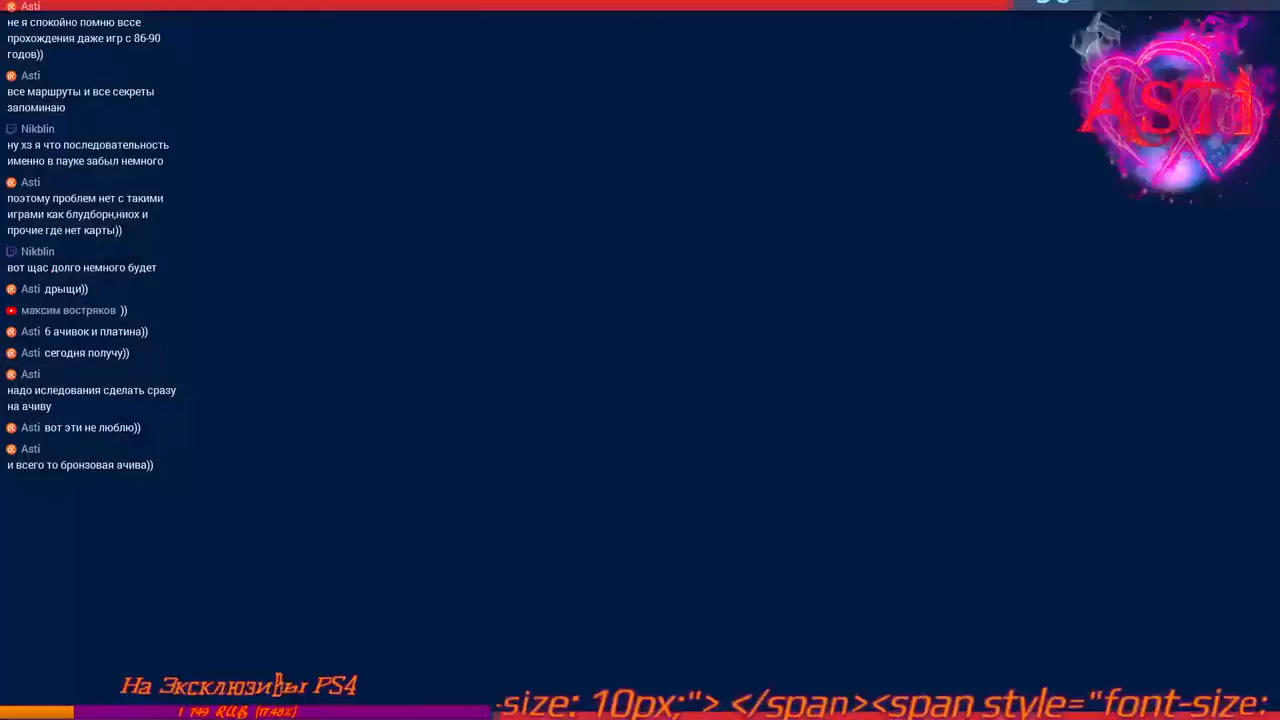 Asti
не я спокойно помню вссе
прохождения даже игр с 86-90
годов))
Asti
все маршруты и все секреты
запоминаю
Nikblin
ну хз я что последовательность
именно в пауке забыл немного
Asti
поэтому проблем нет с такими
играми как блудборн,ниох и
прочие где нет карты))
Nikblin
вот щас долго немного будет
Asti дрыщи))
максим востряков ))
Asti 6 ачивок и платина))
Asti сегодня получу))
Asti
надо иследования сделать сразу
на ачиву
Asti вот эти не люблю))
Asti
и всего то бронзовая ачива))
ASTI
На Эксклюзивы PS4
1 749 RUB (17.48%)
-size: 10px;"> </span><span style="font-size: